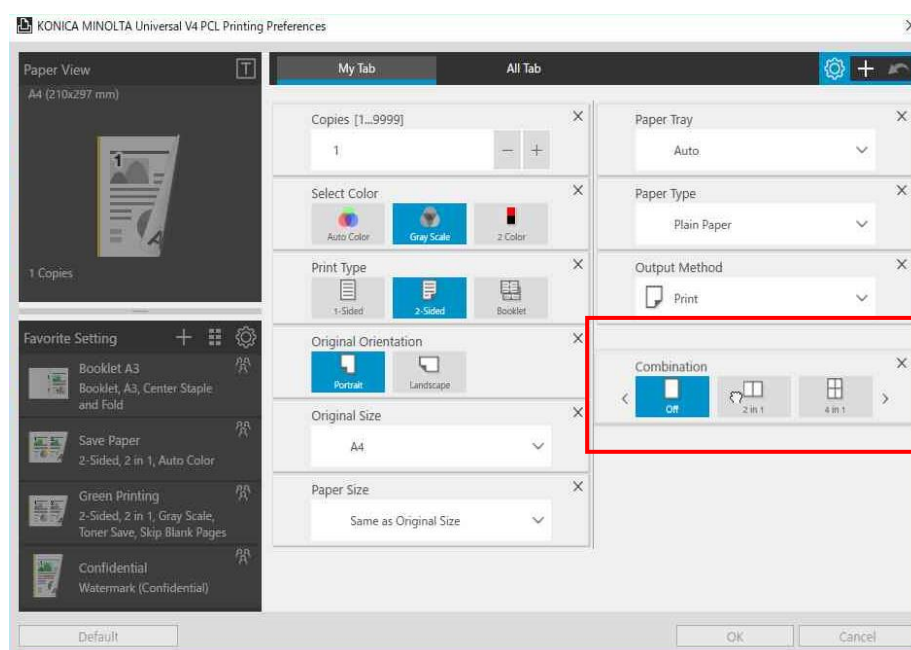 KONICA MINOLTA Universal V4 PCL Printing Preferences
Paper View
T
A4 (210x297 mm)
1
1 Copies
Favorite Setting
Booklet A3
Booklet, A3, Center Staple
and Fold
Save Paper
2-Sided, 2 in 1, Auto Color
Green Printing
2-Sided, 2 in 1, Gray Scale,
Toner Save, Skip Blank Pages
Confidential
Watermark (Confidential)
Default
My Tab
All Tab
Copies [1...9999]
1
Select Color
Auto Color
Gray Scale
2 Color
Print Type
1-Sided
2-Sided
Booklet
Original Orientation
Portrait
Landscape
Original Size
A4
Paper Size
Same as Original Size
Paper Tray
Auto
Paper Type
Plain Paper
Output Method
Print
Combination
Off
2 in 1
4 in 1
OK
Cancel